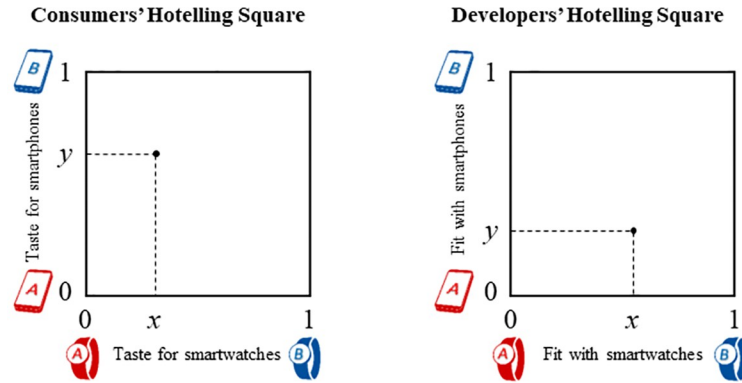 Consumers' Hotelling Square
B
1
Taste for smartphones
y
A
0
0
x
1
A
Taste for smartwatches
B
Developers' Hotelling Square
B
1
Fit with smartphones
y
A
0
0
x
1
A
Fit with smartwatches
B